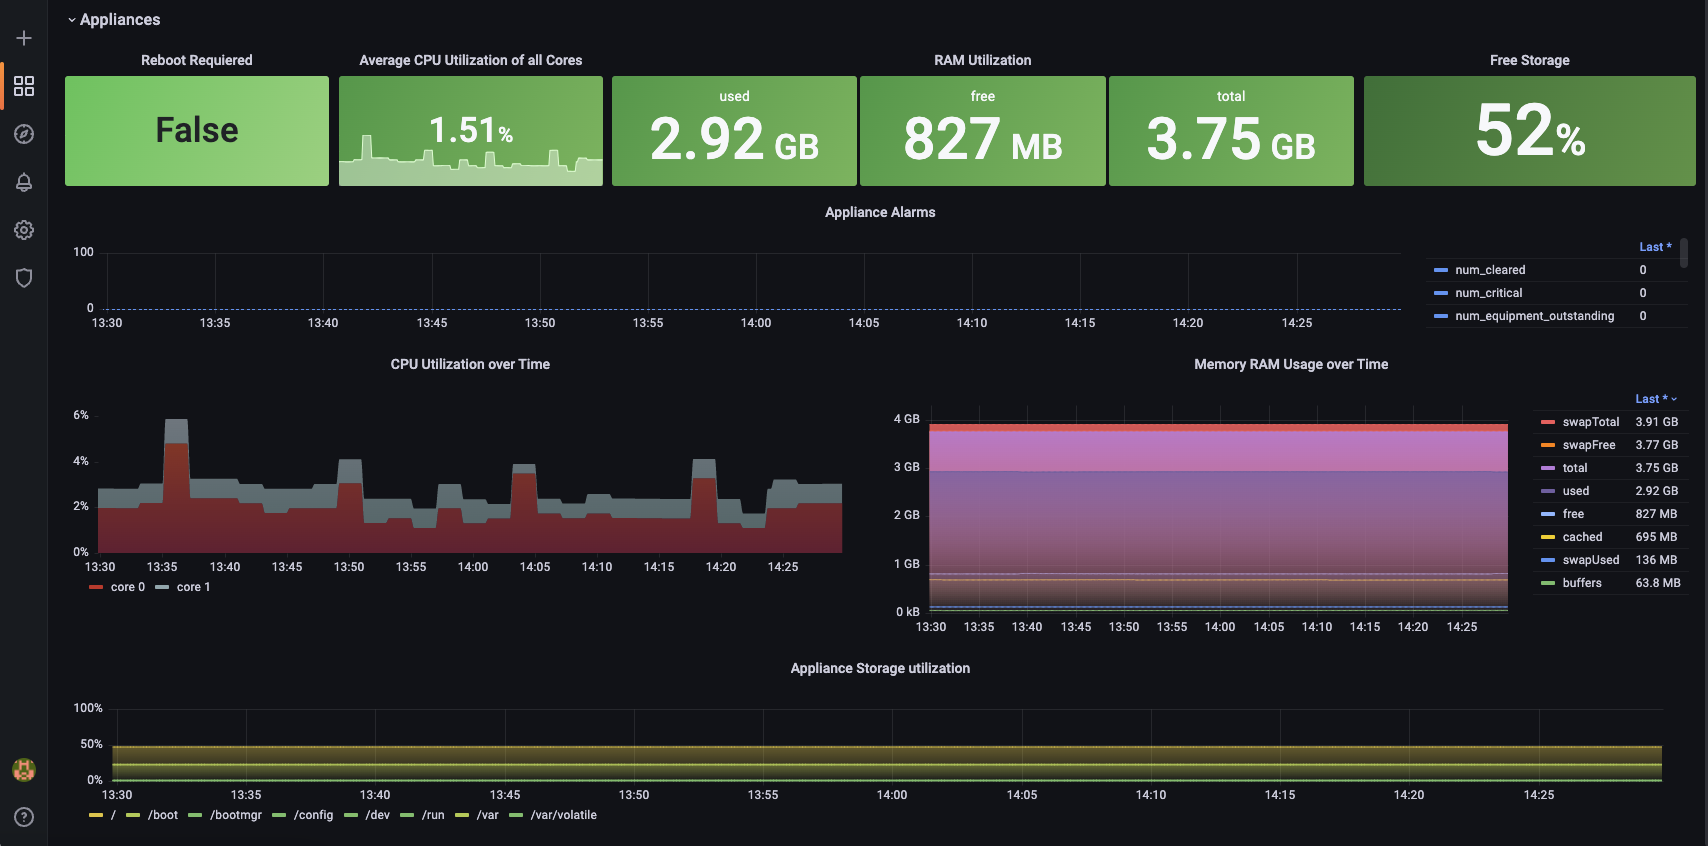 Appliances
Reboot Requiered
False
Average CPU Utilization of all Cores
1.51%
RAM Utilization
used
2.92 GB
free
827 MB
total
3.75 GB
Free Storage
52%
Appliance Alarms
100
0
13:30 13:35 13:40 13:45 13:50 13:55 14:00 14:05 14:10 14:15 14:20 14:25
Last *
num_cleared 0
num_critical 0
num_equipment_outstanding 0
CPU Utilization over Time
6%
4%
2%
0%
13:30 13:35 13:40 13:45 13:50 13:55 14:00 14:05 14:10 14:15 14:20 14:25
core 0 core 1
Memory RAM Usage over Time
4 GB
3 GB
2 GB
1 GB
0 kB
13:30 13:35 13:40 13:45 13:50 13:55 14:00 14:05 14:10 14:15 14:20 14:25
Last *
swapTotal 3.91 GB
swapFree 3.77 GB
total 3.75 GB
used 2.92 GB
free 827 MB
cached 695 MB
swapUsed 136 MB
buffers 63.8 MB
Appliance Storage utilization
100%
50%
0%
13:30 13:35 13:40 13:45 13:50 13:55 14:00 14:05 14:10 14:15 14:20 14:25
/ /boot /bootmgr /config /dev /run /var /var/volatile